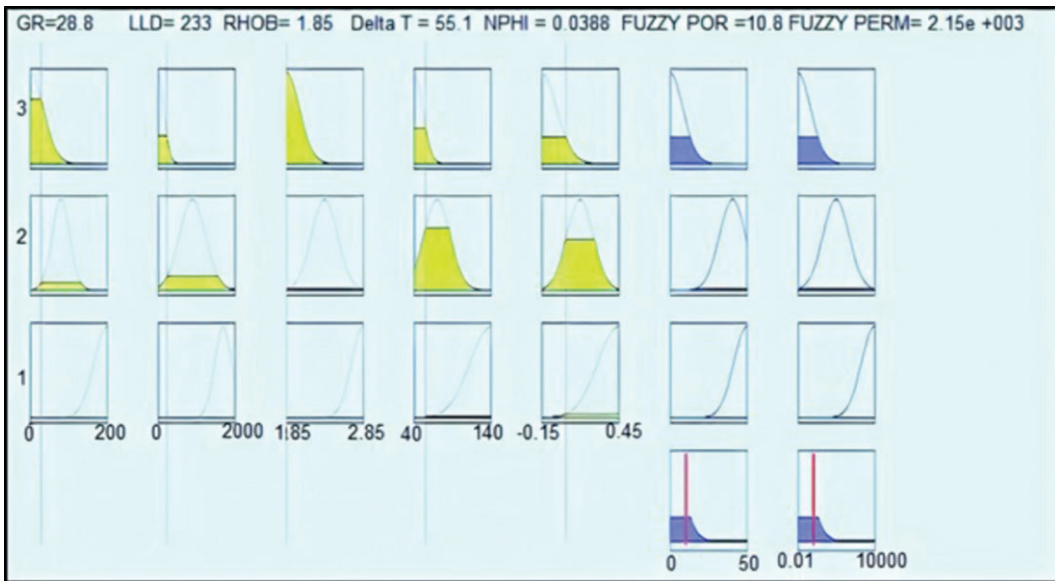 GR=28.8 LLD= 233 RHOB= 1.85 Delta T = 55.1 NPHI = 0.0388 FUZZY POR =10.8 FUZZY PERM= 2.15e +003
3
2
1
0 200 0 2000 1.85 2.85 40 140 -0.15 0.45
0 50 0.01 10000